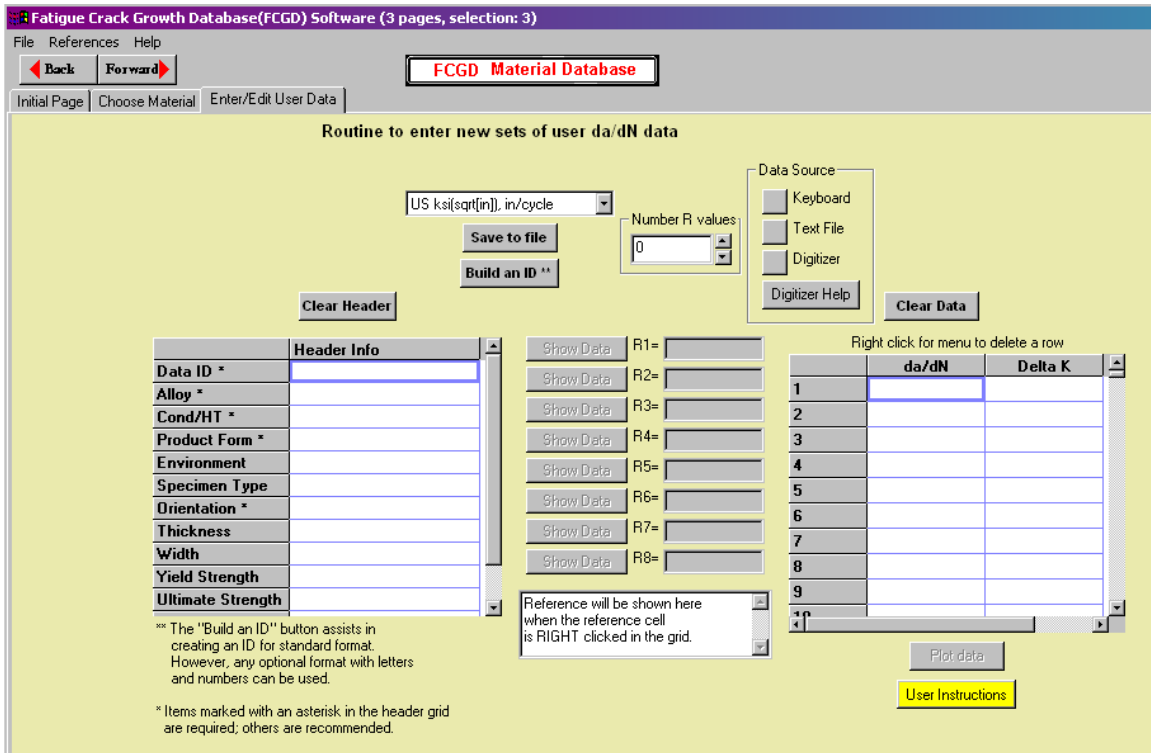 Fatigue Crack Growth Database(FCGD) Software (3 pages, selection: 3)
File References Help
Back Forward
FCGD Material Database
Initial Page Choose Material Enter/Edit User Data
Routine to enter new sets of user da/dN data
US ksi(sqrt[in]), in/cycle
Save to file
Build an ID **
Number R values
0
Data Source
Keyboard
Text File
Digitizer
Digitizer Help
Clear Header
Clear Data
Header Info
Data ID *
Alloy *
Cond/HT *
Product Form *
Environment
Specimen Type
Orientation *
Thickness
Width
Yield Strength
Ultimate Strength
Show Data R1=
Show Data R2=
Show Data R3=
Show Data R4=
Show Data R5=
Show Data R6=
Show Data R7=
Show Data R8=
Reference will be shown here
when the reference cell
is RIGHT clicked in the grid.
Right click for menu to delete a row
da/dN Delta K
1
2
3
4
5
6
7
8
9
10
** The "Build an ID" button assists in
creating an ID for standard format.
However, any optional format with letters
and numbers can be used.
* Items marked with an asterisk in the header grid
are required; others are recommended.
Plot data
User Instructions